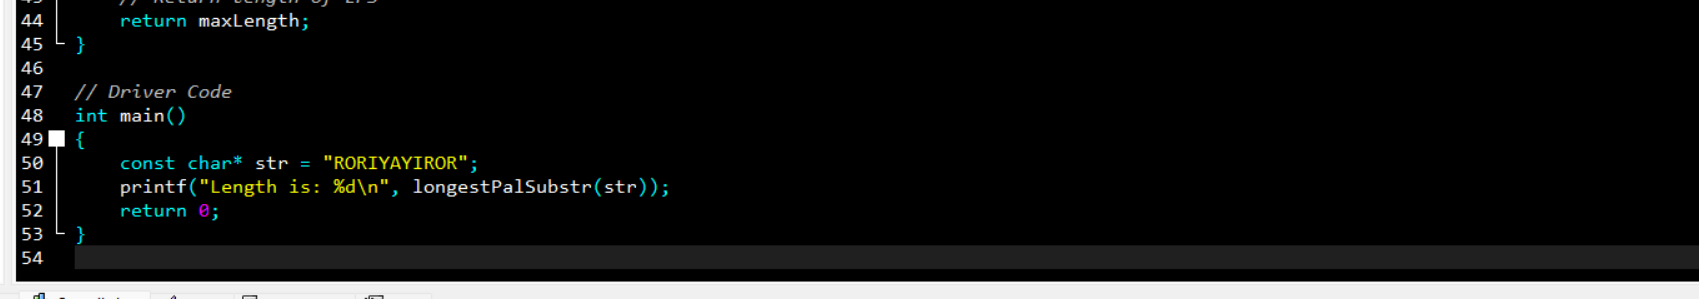 44 return maxLength;
45 }
46
47 // Driver Code
48 int main()
49 {
50 const char* str = "RORIYAYIROR";
51 printf("Length is: %d\n", longestPalSubstr(str));
52 return 0;
53 }
54